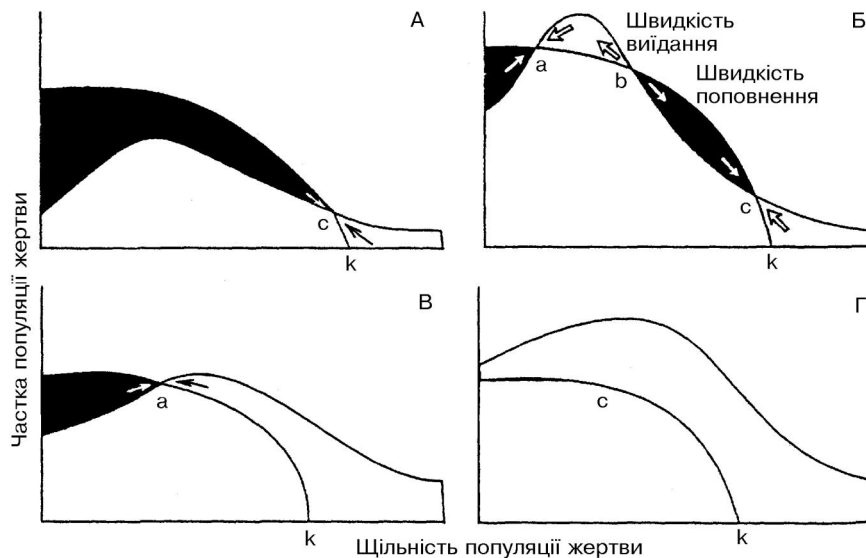 А
Б
Швидкість
виїдання
Швидкість
поповнення
a
b
c
c
k
k
Частка популяції жертви
В
Г
a
c
k
k
Щільність популяції жертви